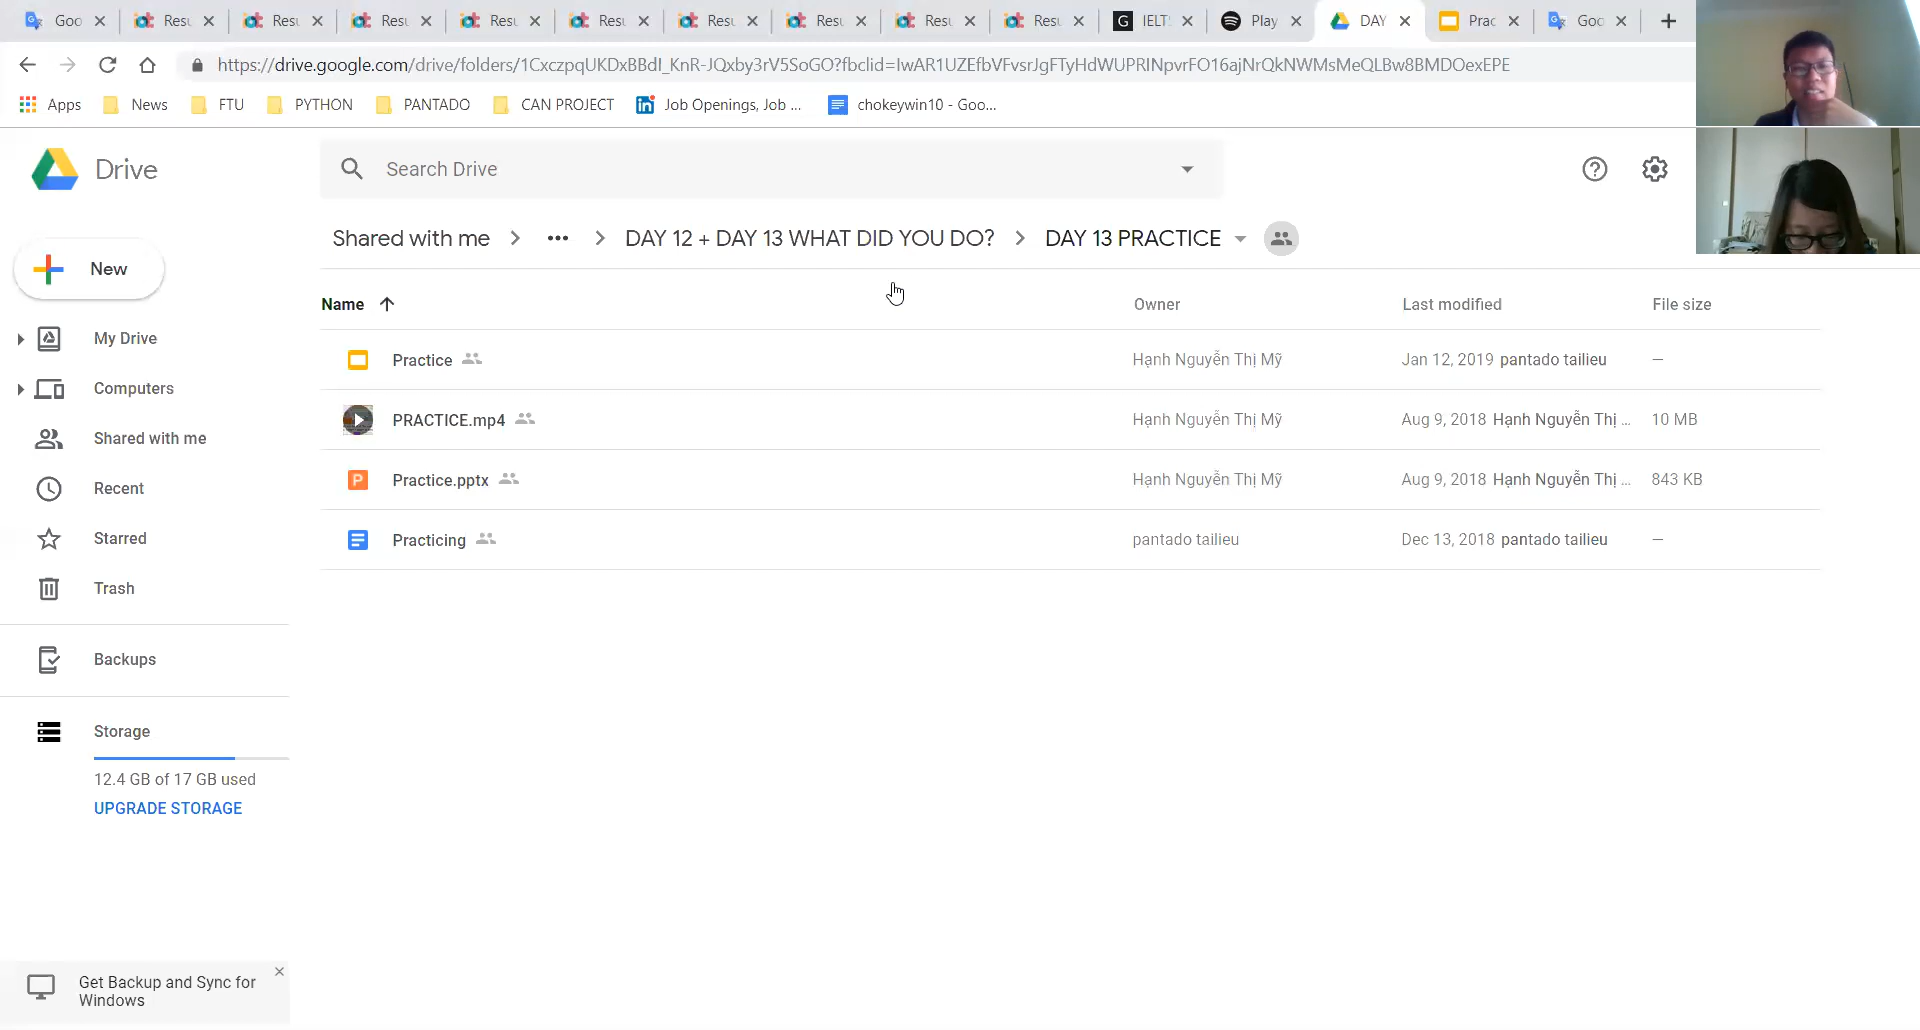 Goo Resu Resu Resu Resu Resu Resu Resu Resu Resu G IELT Play DAY Prac Goo
https://drive.google.com/drive/folders/1CxczpqUKDxBBdI_KnR-JQxby3rV5SoGO?fbclid=IwAR1UZEfbVFvsrJgFTyHdWUPRINpvrFO16ajNrQkNWMsMeQLBw8BMDOexEPE
Apps News FTU PYTHON PANTADO CAN PROJECT Job Openings, Job ... chokeywin10 - Goo...
Drive
Search Drive
Shared with me ... DAY 12 + DAY 13 WHAT DID YOU DO? DAY 13 PRACTICE
New
Name Owner Last modified File size
My Drive
Practice Hạnh Nguyễn Thị Mỹ Jan 12, 2019 pantado tailieu —
Computers
PRACTICE.mp4 Hạnh Nguyễn Thị Mỹ Aug 9, 2018 Hạnh Nguyễn Thị ... 10 MB
Shared with me
P Practice.pptx Hạnh Nguyễn Thị Mỹ Aug 9, 2018 Hạnh Nguyễn Thị ... 843 KB
Recent
Starred
Practicing pantado tailieu Dec 13, 2018 pantado tailieu —
Trash
Backups
Storage
12.4 GB of 17 GB used
UPGRADE STORAGE
Get Backup and Sync for
Windows